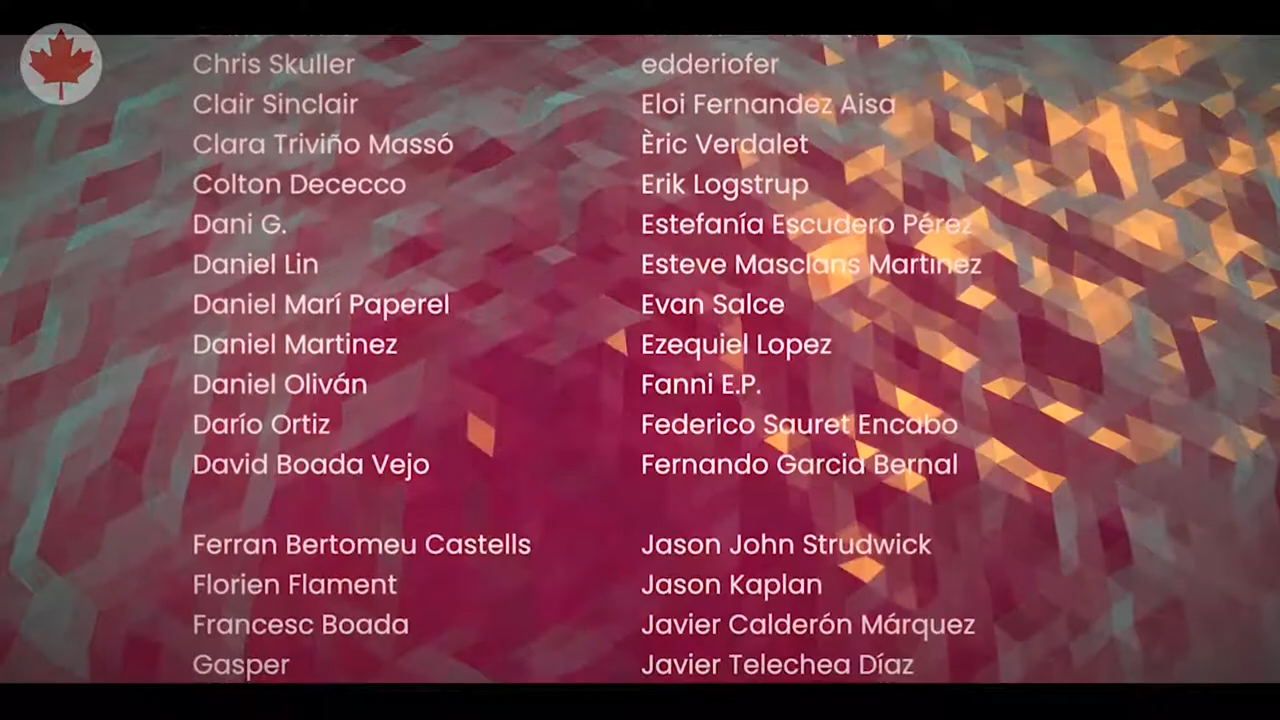 Chris Skuller
Clair Sinclair
Clara Triviño Massó
Colton Dececco
Dani G.
Daniel Lin
Daniel Marí Paperel
Daniel Martinez
Daniel Oliván
Darío Ortiz
David Boada Vejo
edderiofer
Eloi Fernandez Aisa
Èric Verdalet
Erik Logstrup
Estefanía Escudero Pérez
Esteve Masclans Martinez
Evan Salce
Ezequiel Lopez
Fanni E.P.
Federico Sauret Encabo
Fernando Garcia Bernal
Ferran Bertomeu Castells
Florien Flament
Francesc Boada
Gasper
Jason John Strudwick
Jason Kaplan
Javier Calderón Márquez
Javier Telechea Díaz